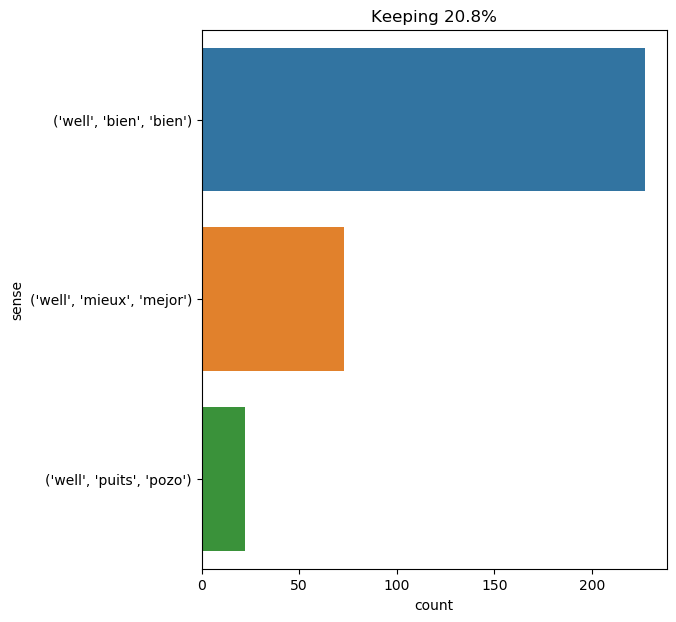 Keeping 20.8%
('well', 'bien', 'bien')
('well', 'mieux', 'mejor')
('well', 'puits', 'pozo')
sense
0 50 100 150 200
count